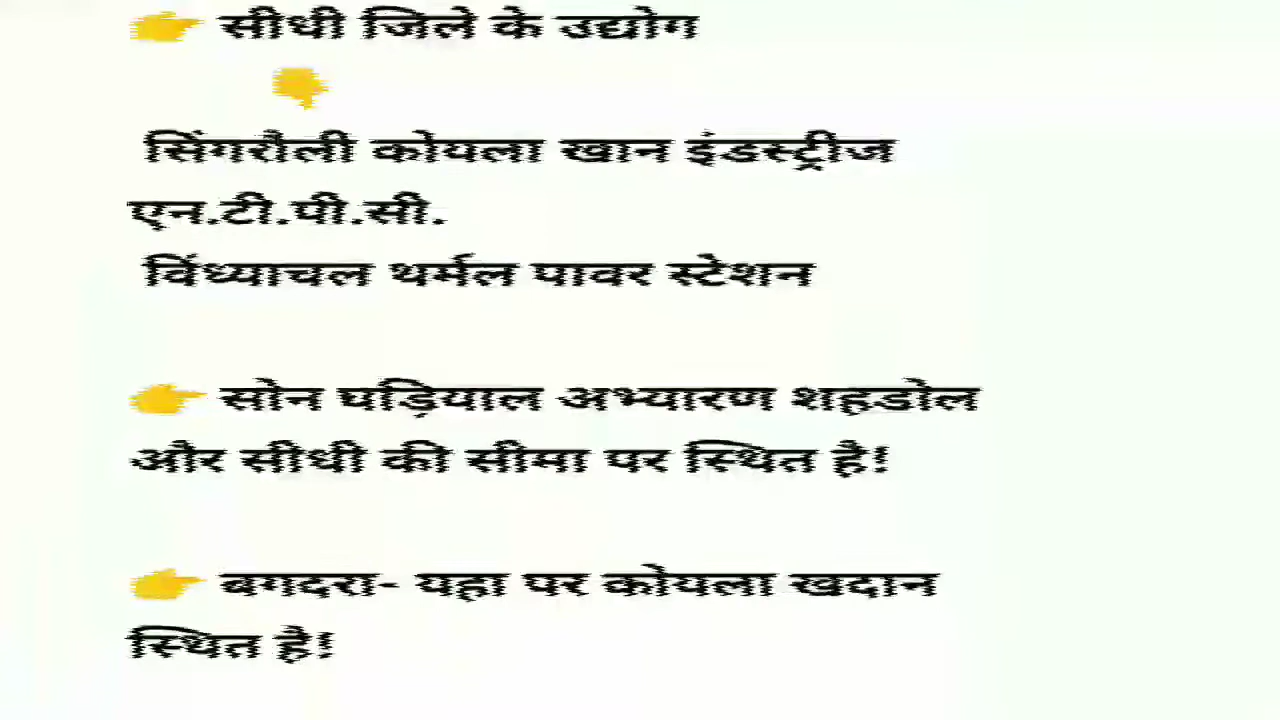 👉 सीधी जिले के उद्योग
👇
सिंगरौली कोयला खान इंडस्ट्रीज
एन.टी.पी.सी.
विंध्याचल थर्मल पावर स्टेशन
👉 सोन घड़ियाल अभ्यारण शहडोल
और सीधी की सीमा पर स्थित है!
👉 बगदरा- यहा पर कोयला खदान
स्थित है!